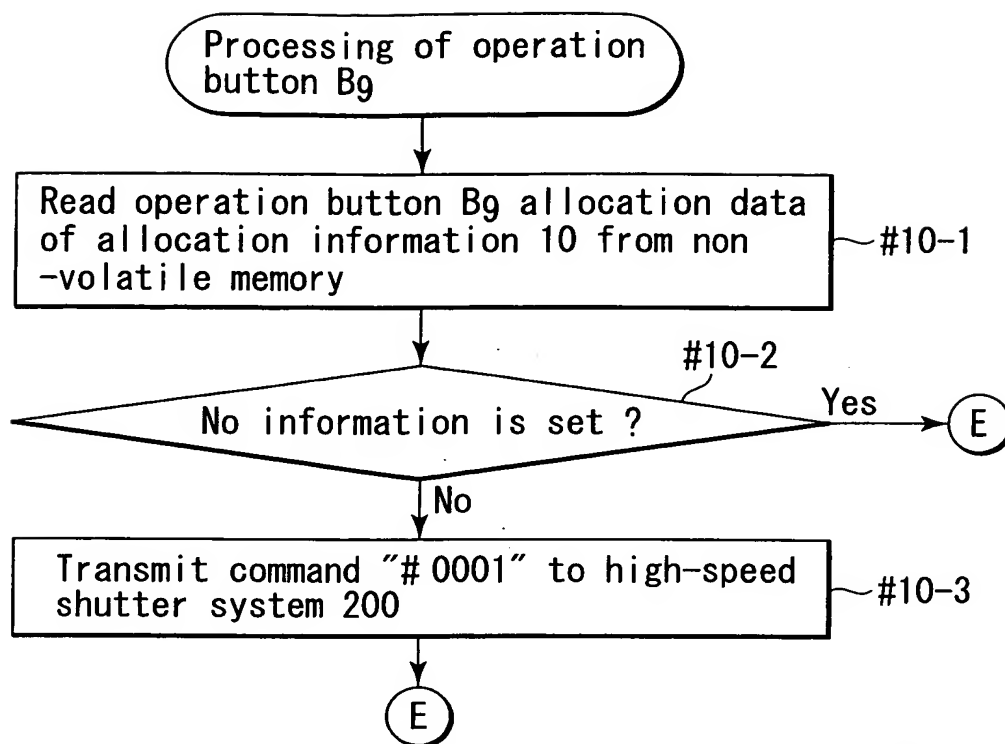 Processing of operation
button B9
Read operation button B9 allocation data
of allocation information 10 from non
-volatile memory
#10-1
#10-2
No information is set ?
Yes
E
No
Transmit command "# 0001" to high-speed
shutter system 200
#10-3
E